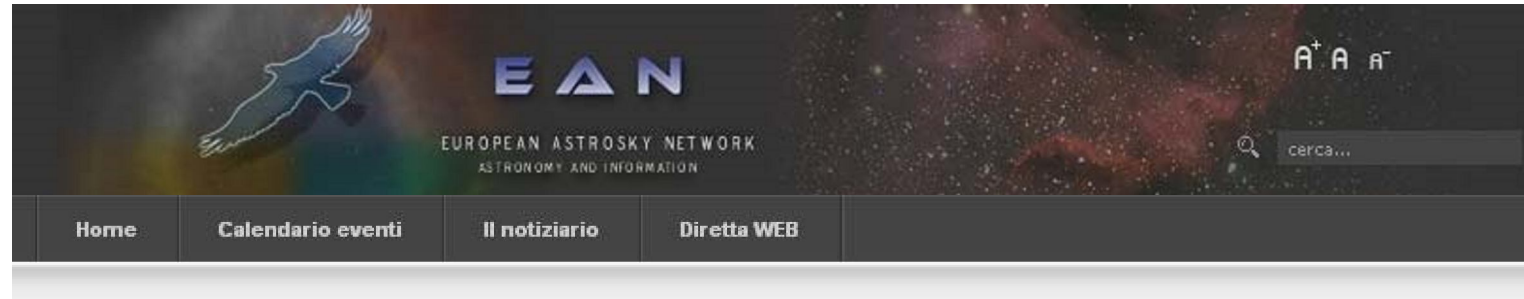 EAN
EUROPEAN ASTROSKY NETWORK
ASTRONOMY AND INFORMATION
A+ A A-
cerca...
Home Calendario eventi Il notiziario Diretta WEB